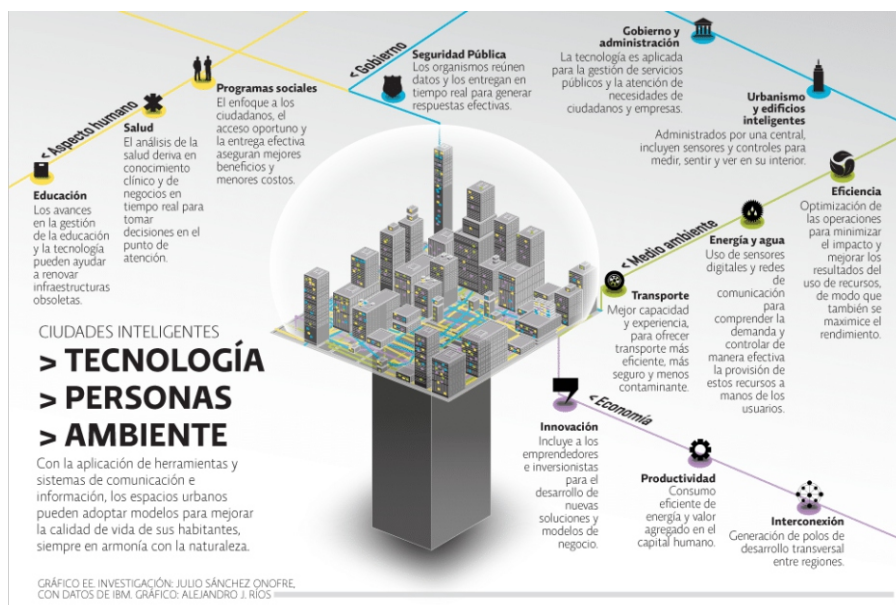 < Aspecto humano
Educación
Los avances
en la gestión
de la educación
y la tecnología
pueden ayudar
a renovar
infraestructuras
obsoletas.
Salud
El análisis de la
salud deriva en
conocimiento
clínico y de
negocios en
tiempo real para
tomar
decisiones en el
punto de
atención.
Programas sociales
El enfoque a los
ciudadanos, el
acceso oportuno y
la entrega efectiva
aseguran mejores
beneficios y
menores costos.
< Gobierno
Seguridad Pública
Los organismos reúnen
datos y los entregan en
tiempo real para generar
respuestas efectivas.
Gobierno y
administración
La tecnología es aplicada
para la gestión de servicios
públicos y la atención de
necesidades de
ciudadanos y empresas.
Urbanismo
y edificios
inteligentes
Administrados por una central,
incluyen sensores y controles para
medir, sentir y ver en su interior.
< Medio ambiente
Transporte
Mejor capacidad
y experiencia,
para ofrecer
transporte más
eficiente, más
seguro y menos
contaminante.
Energía y agua
Uso de sensores
digitales y redes
de
comunicación
para
comprender la
demanda y
controlar de
manera efectiva
la provisión de
estos recursos a
manos de los
usuarios.
Eficiencia
Optimización de
las operaciones
para minimizar
el impacto y
mejorar los
resultados del
uso de recursos,
de modo que
también se
maximice el
rendimiento.
< Economía
Innovación
Incluye a los
emprendedores
e inversionistas
para el
desarrollo de
nuevas
soluciones y
modelos de
negocio.
Productividad
Consumo
eficiente de
energía y valor
agregado en el
capital humano.
Interconexión
Generación de polos de
desarrollo transversal
entre regiones.
CIUDADES INTELIGENTES
> TECNOLOGÍA
> PERSONAS
> AMBIENTE
Con la aplicación de herramientas y
sistemas de comunicación e
información, los espacios urbanos
pueden adoptar modelos para mejorar
la calidad de vida de sus habitantes,
siempre en armonía con la naturaleza.
GRÁFICO EE. INVESTIGACIÓN: JULIO SÁNCHEZ ONOFRE,
CON DATOS DE IBM. GRÁFICO: ALEJANDRO J. RÍOS